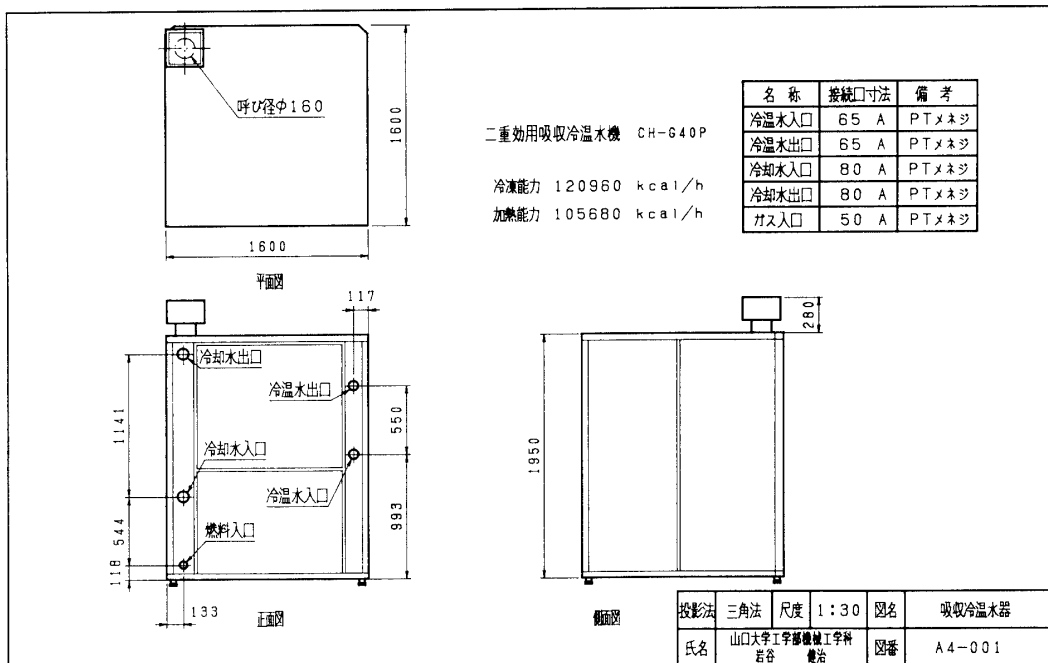 呼び径Φ160
1600
1600
平面図
二重効用吸収冷温水機 CH-G40P
冷凍能力 120960 kcal/h
加熱能力 105680 kcal/h
名称 接続口寸法 備考
冷温水入口 65 A PTメネジ
冷温水出口 65 A PTメネジ
冷却水入口 80 A PTメネジ
冷却水出口 80 A PTメネジ
ガス入口 50 A PTメネジ
117
冷却水出口
冷温水出口
1141
550
冷却水入口
冷温水入口
544
993
燃料入口
118
133
正面図
280
1950
側面図
投影法 三角法 尺度 1:30 図名 吸収冷温水器
氏名 山口大学工学部機械工学科 岩谷 健治 図番 A4-001